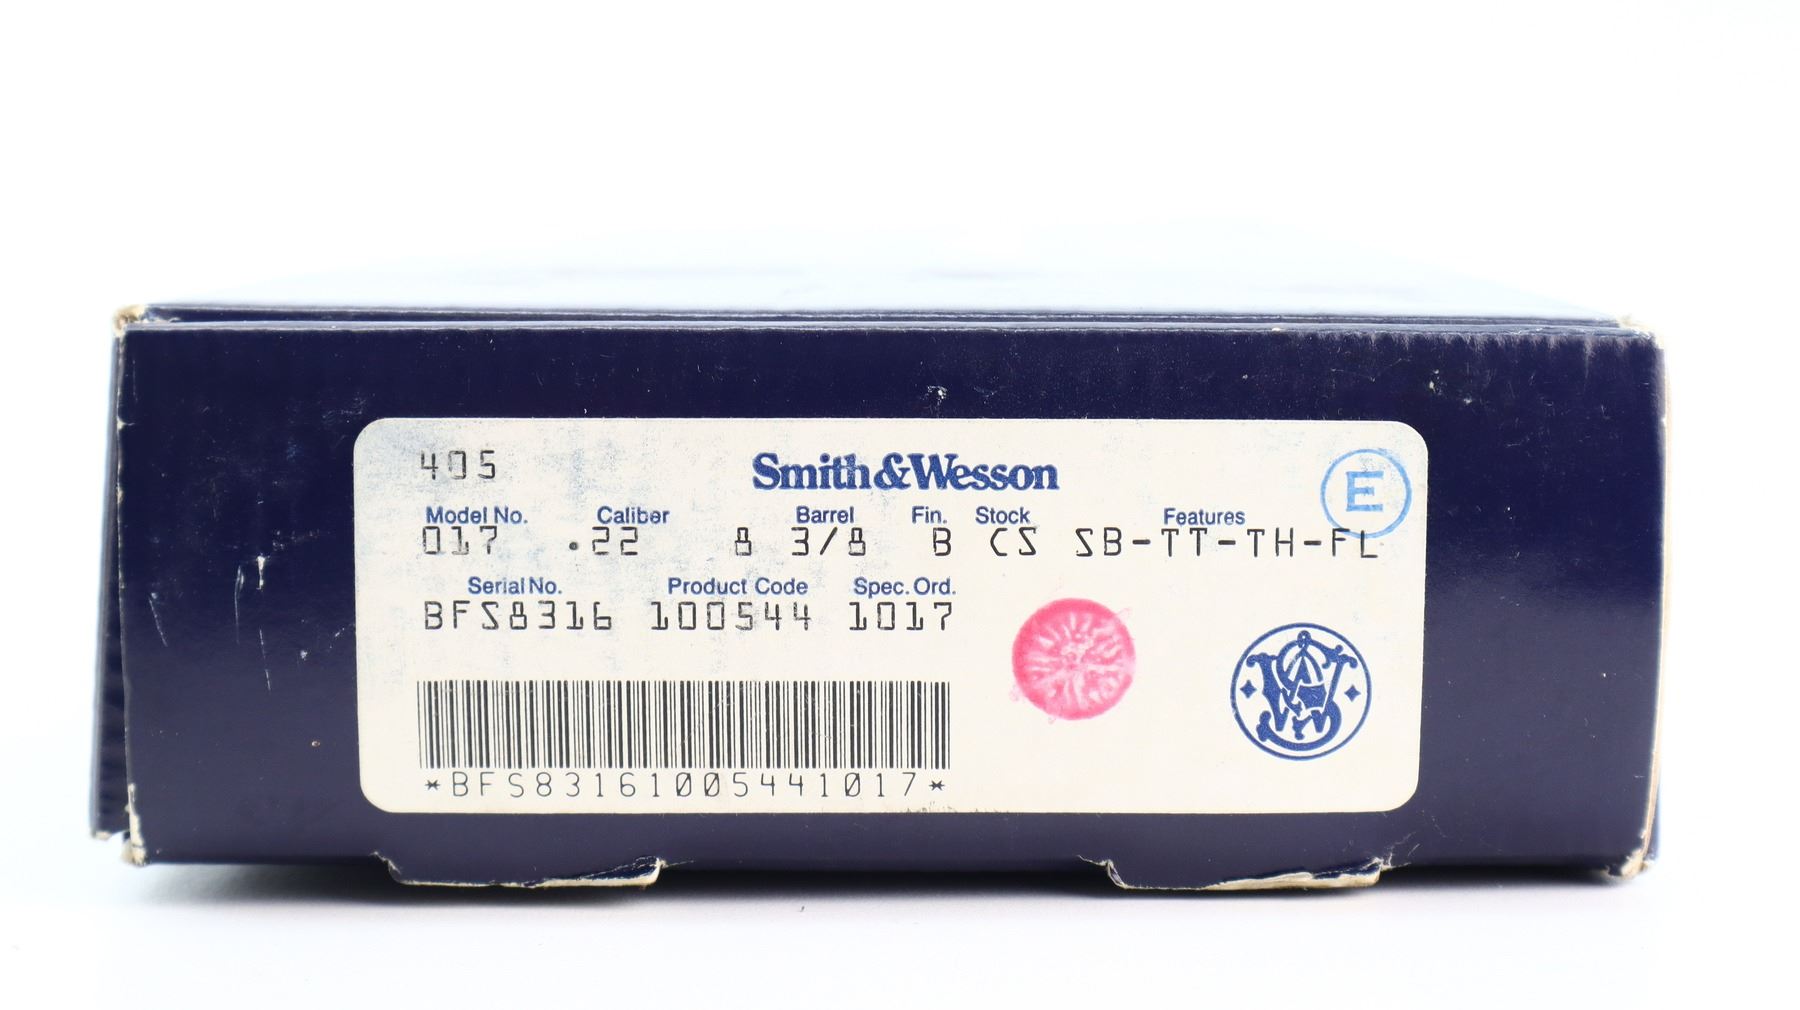 405
Smith & Wesson
E
Model No. Caliber Barrel Fin. Stock Features
017 .22 8 3/8 B CS SB-TT-TH-FL
Serial No. Product Code Spec. Ord.
BFS8316 100544 1017
*BFS83161005441017*
SW